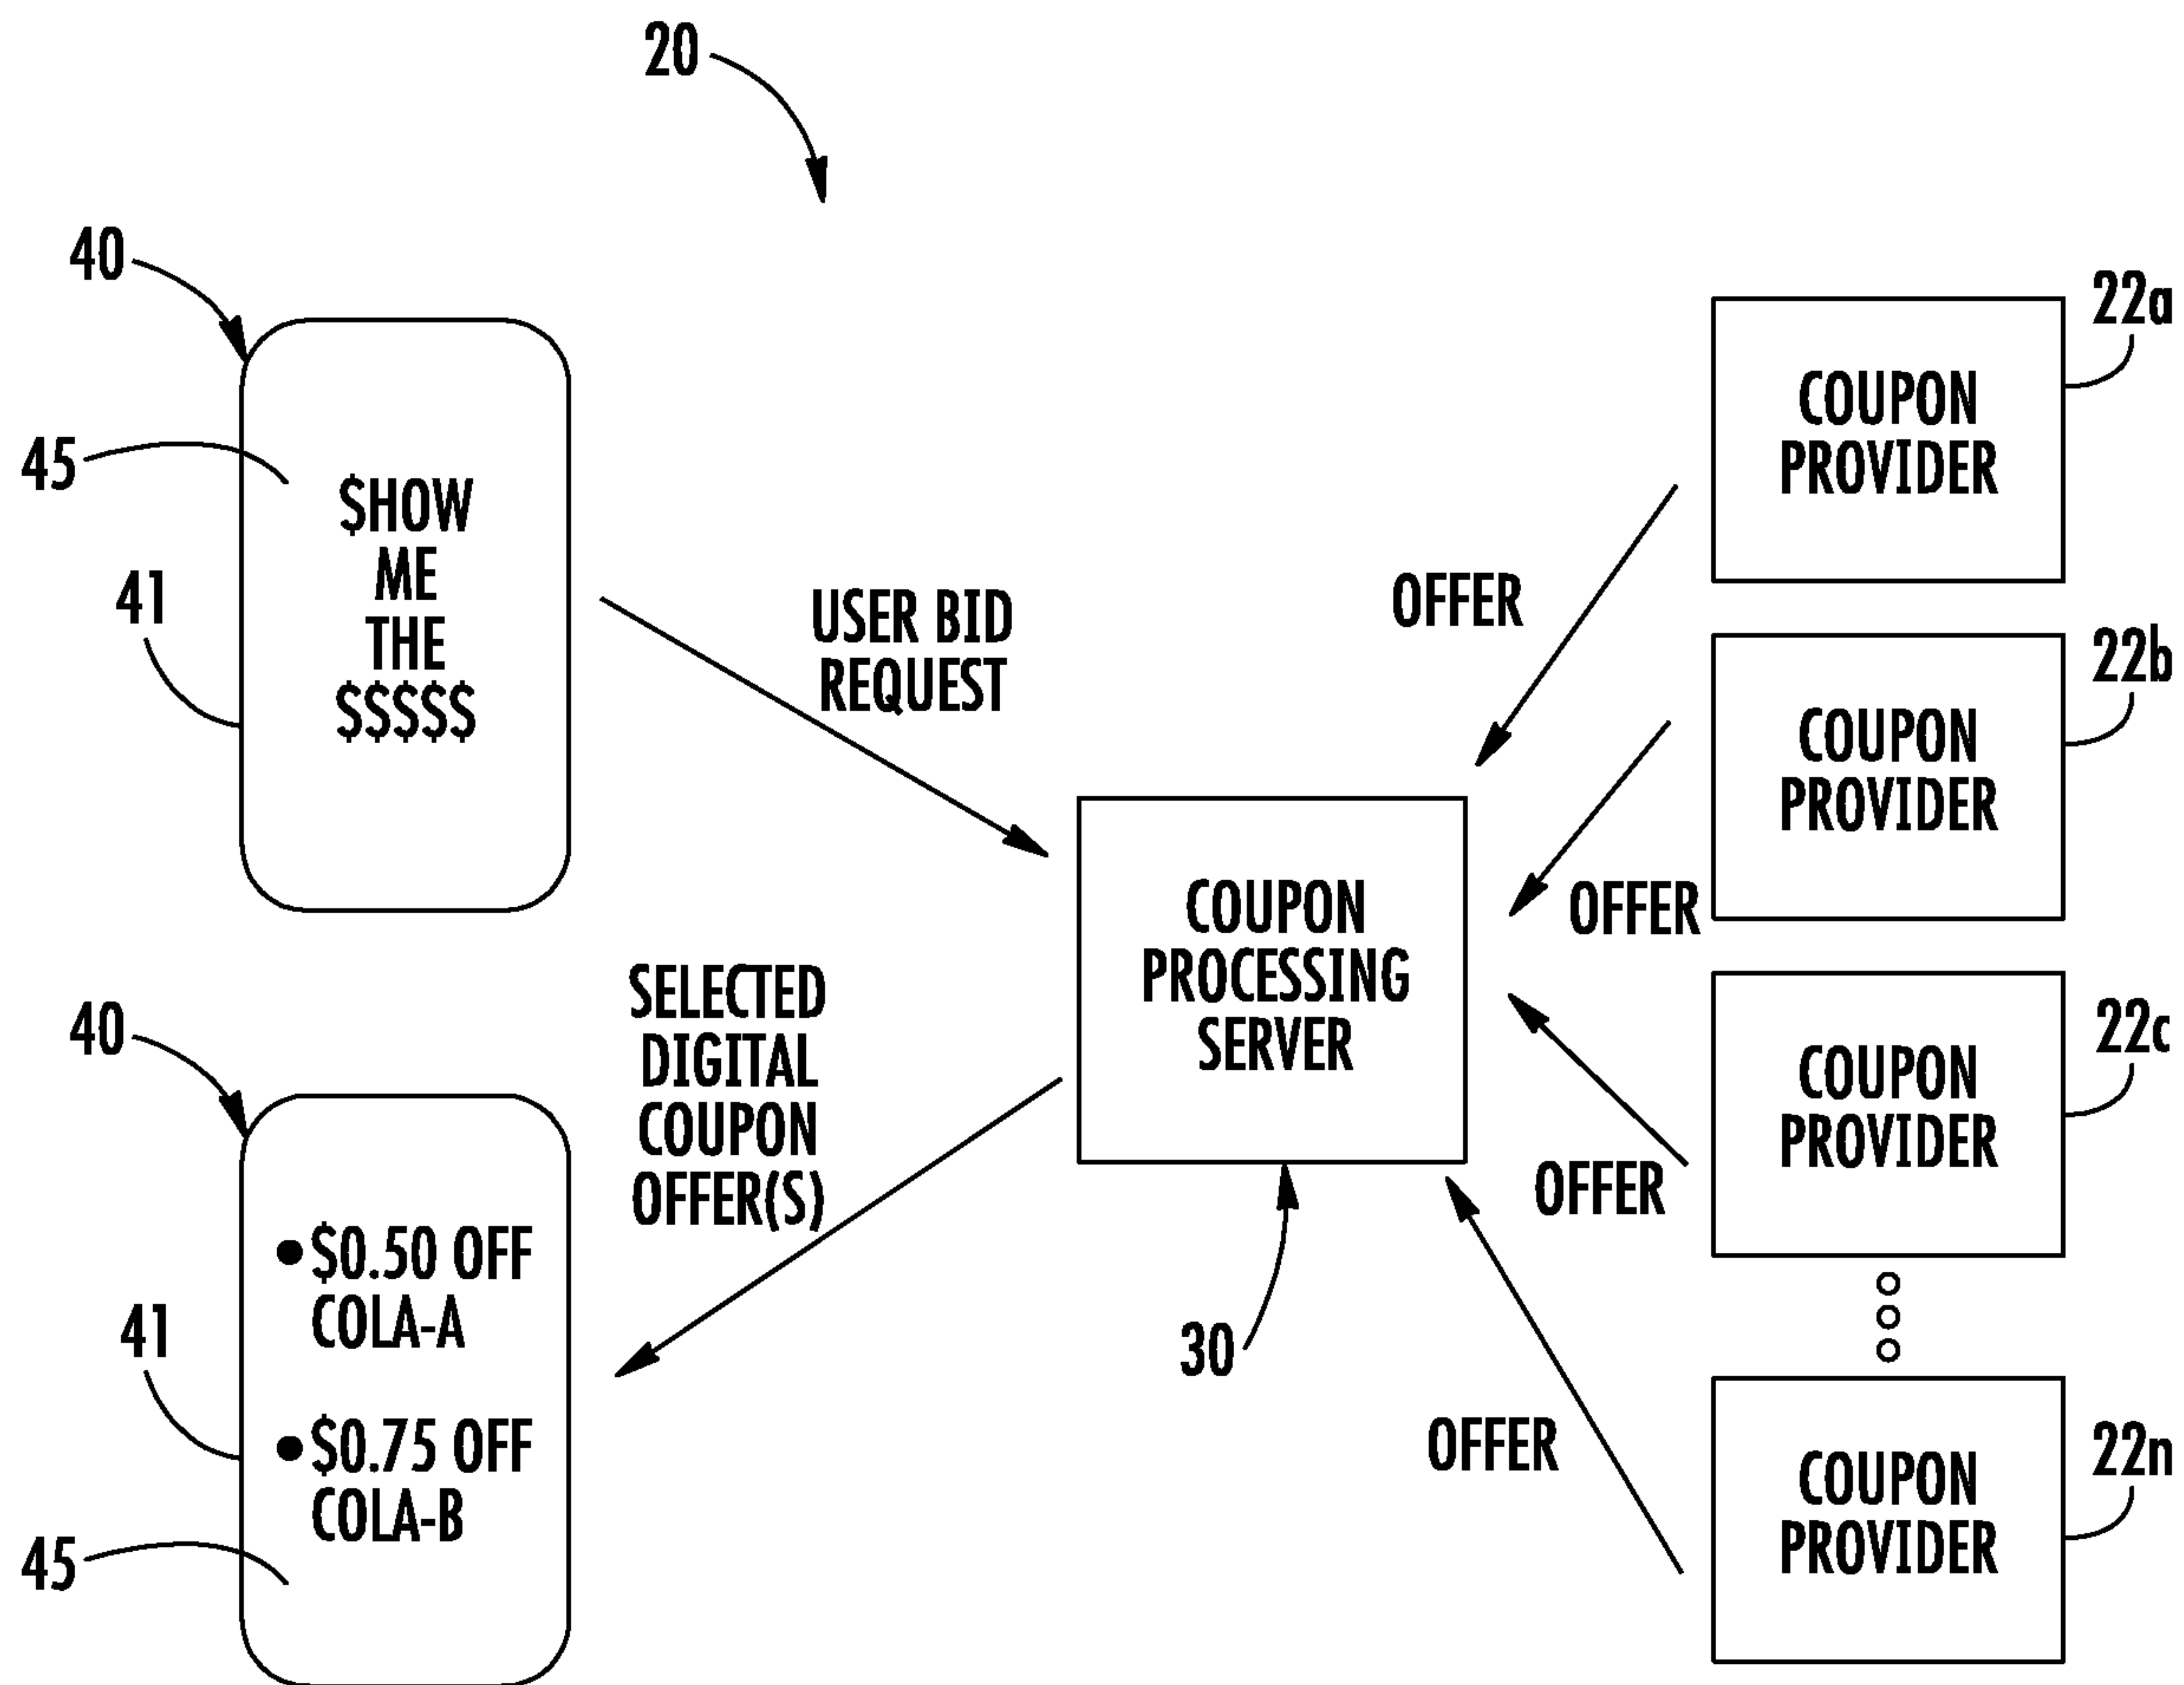 20
40
45
$HOW
ME
THE
$$$$$
41
USER BID
REQUEST
OFFER
COUPON
PROVIDER
22a
OFFER
COUPON
PROVIDER
22b
COUPON
PROCESSING
SERVER
30
SELECTED
DIGITAL
COUPON
OFFER(S)
OFFER
COUPON
PROVIDER
22c
40
●$0.50 OFF
COLA-A
41
●$0.75 OFF
COLA-B
45
OFFER
COUPON
PROVIDER
22n